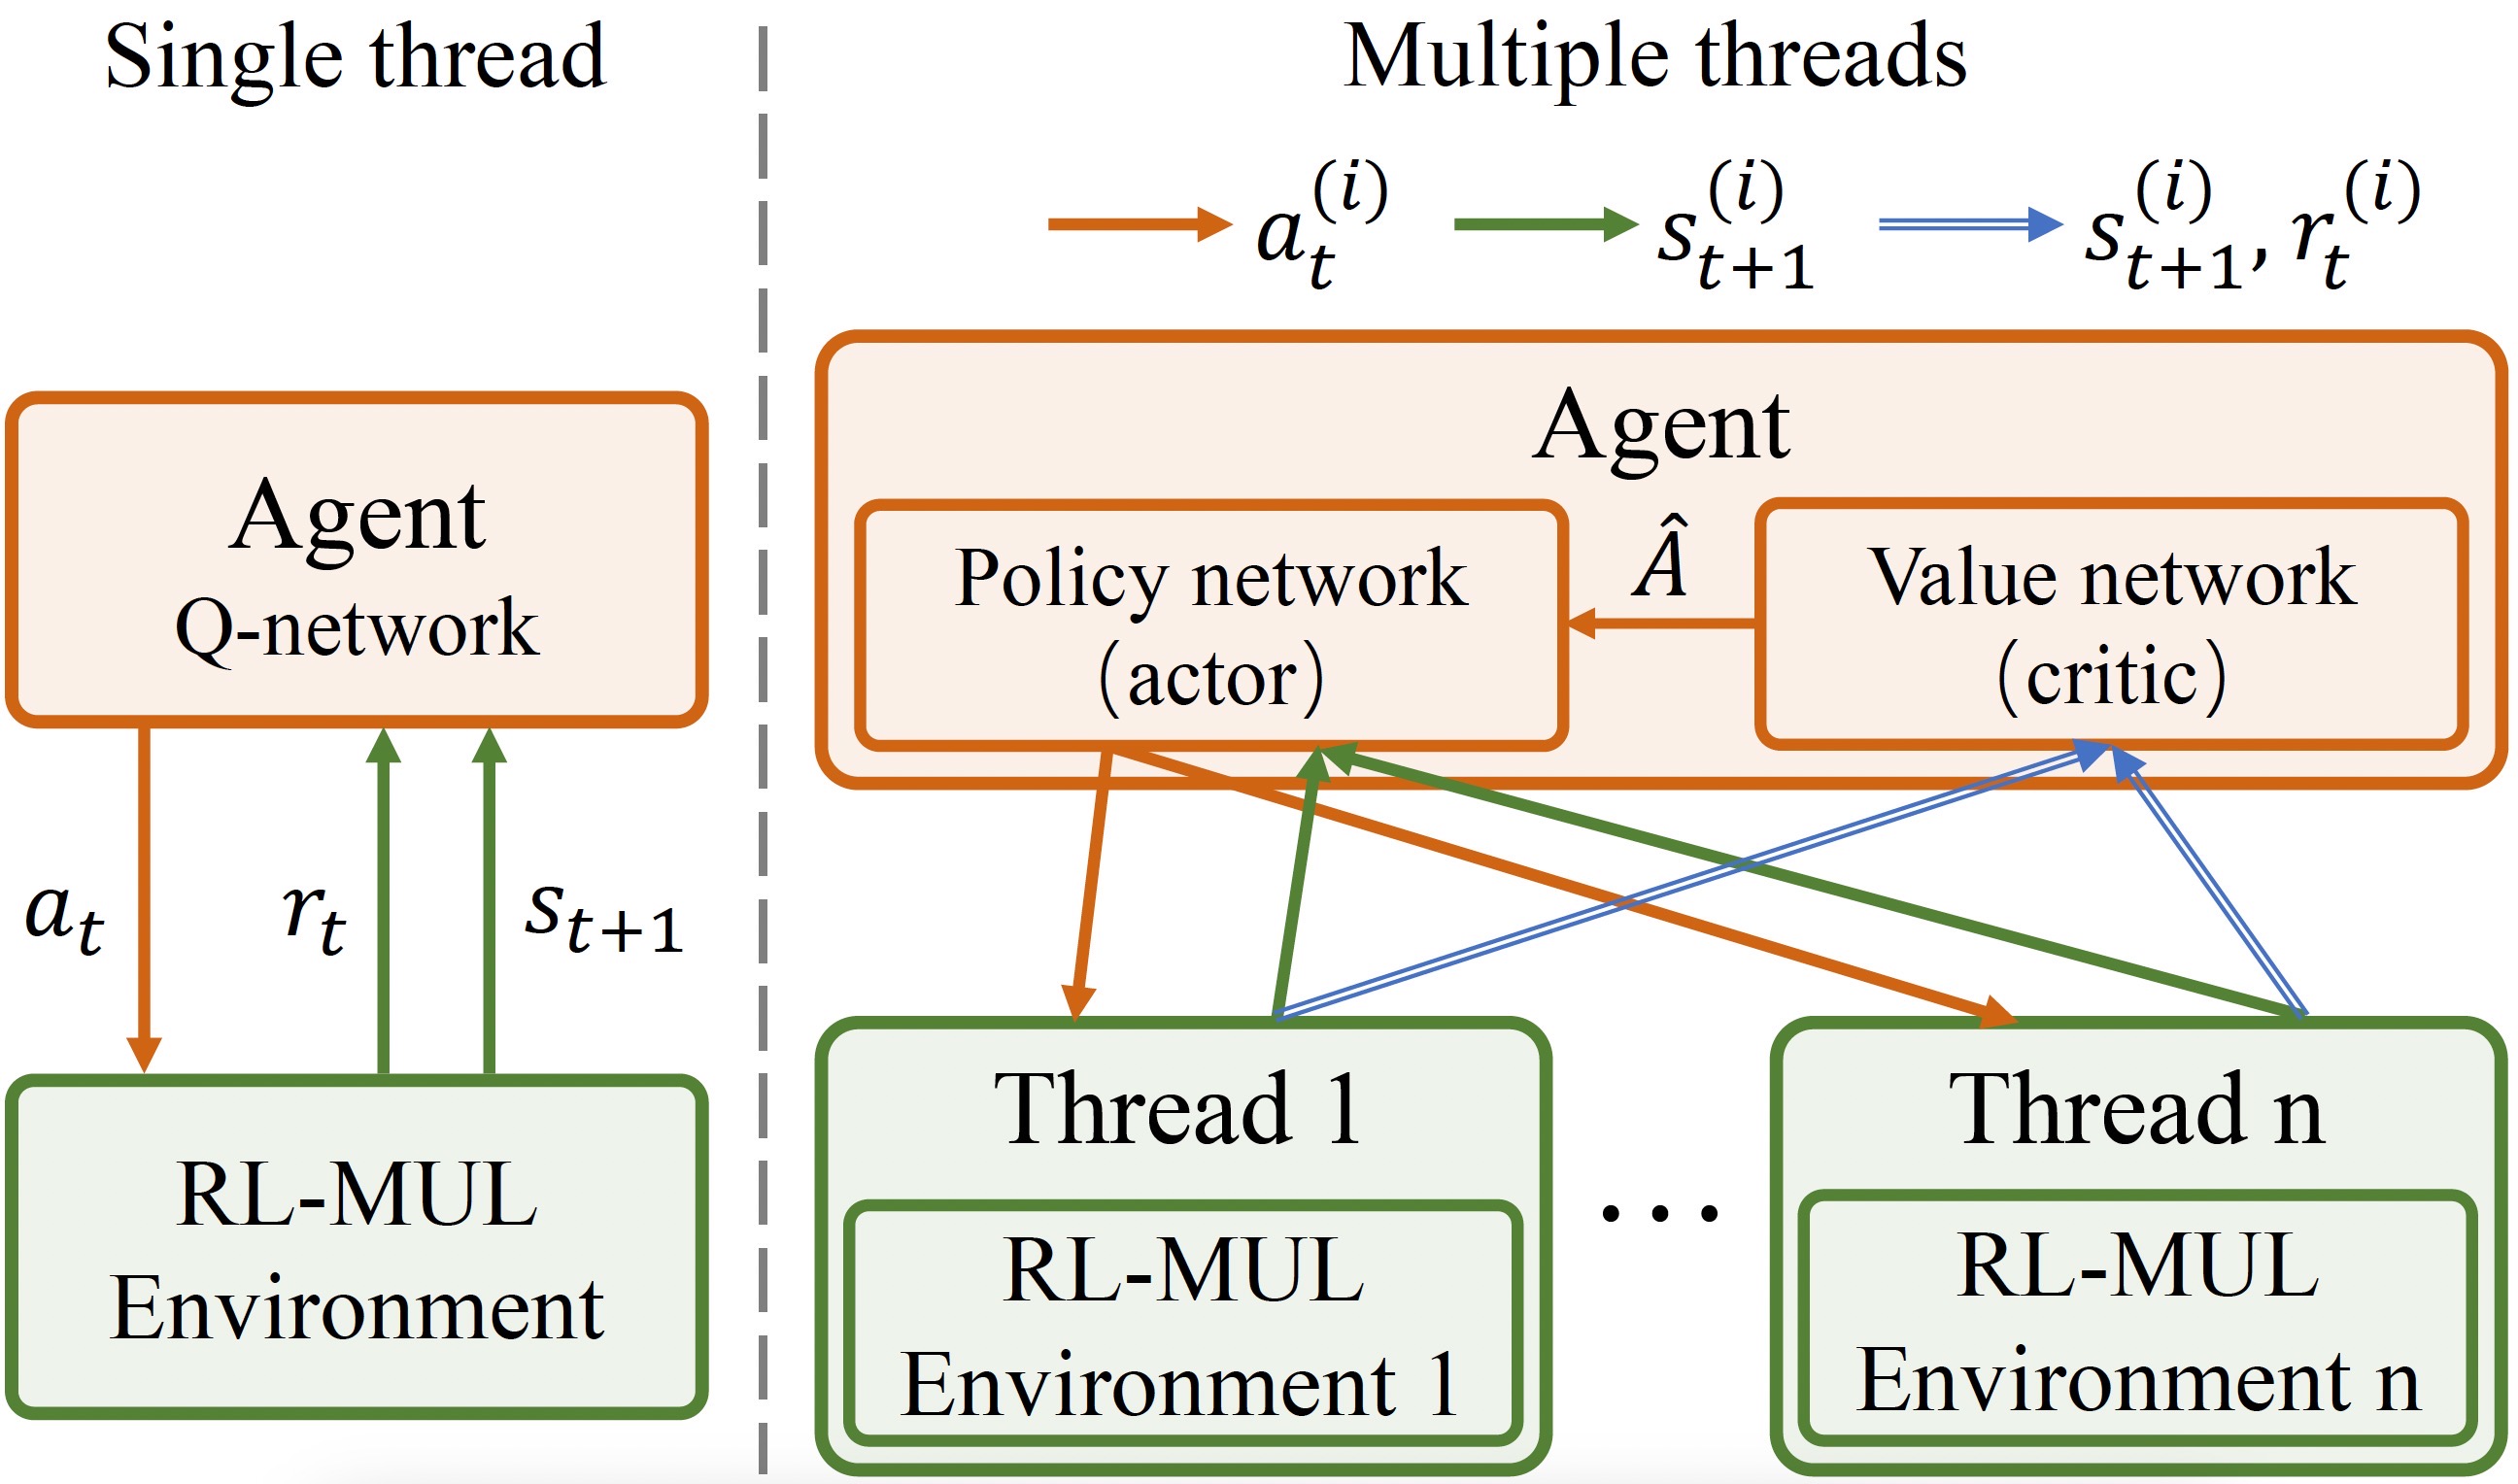 Single thread
Agent
Q-network
a_t
r_t
s_{t+1}
RL-MUL
Environment
Multiple threads
a_t^{(i)}
s_{t+1}^{(i)}
s_{t+1}^{(i)}, r_t^{(i)}
Agent
Policy network
(actor)
Â
Value network
(critic)
Thread 1
RL-MUL
Environment 1
...
Thread n
RL-MUL
Environment n